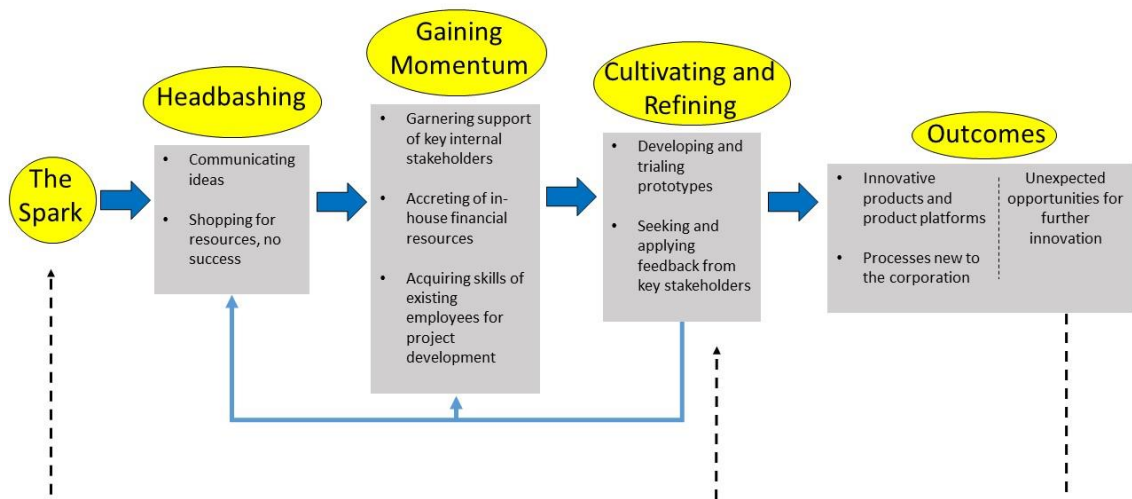 The
Spark
Headbashing
• Communicating
ideas
• Shopping for
resources, no
success
Gaining
Momentum
• Garnering support
of key internal
stakeholders
• Accreting of in-
house financial
resources
• Acquiring skills of
existing
employees for
project
development
Cultivating and
Refining
• Developing and
trialing
prototypes
• Seeking and
applying
feedback from
key stakeholders
Outcomes
• Innovative
products and
product platforms
• Processes new to
the corporation
Unexpected
opportunities for
further
innovation